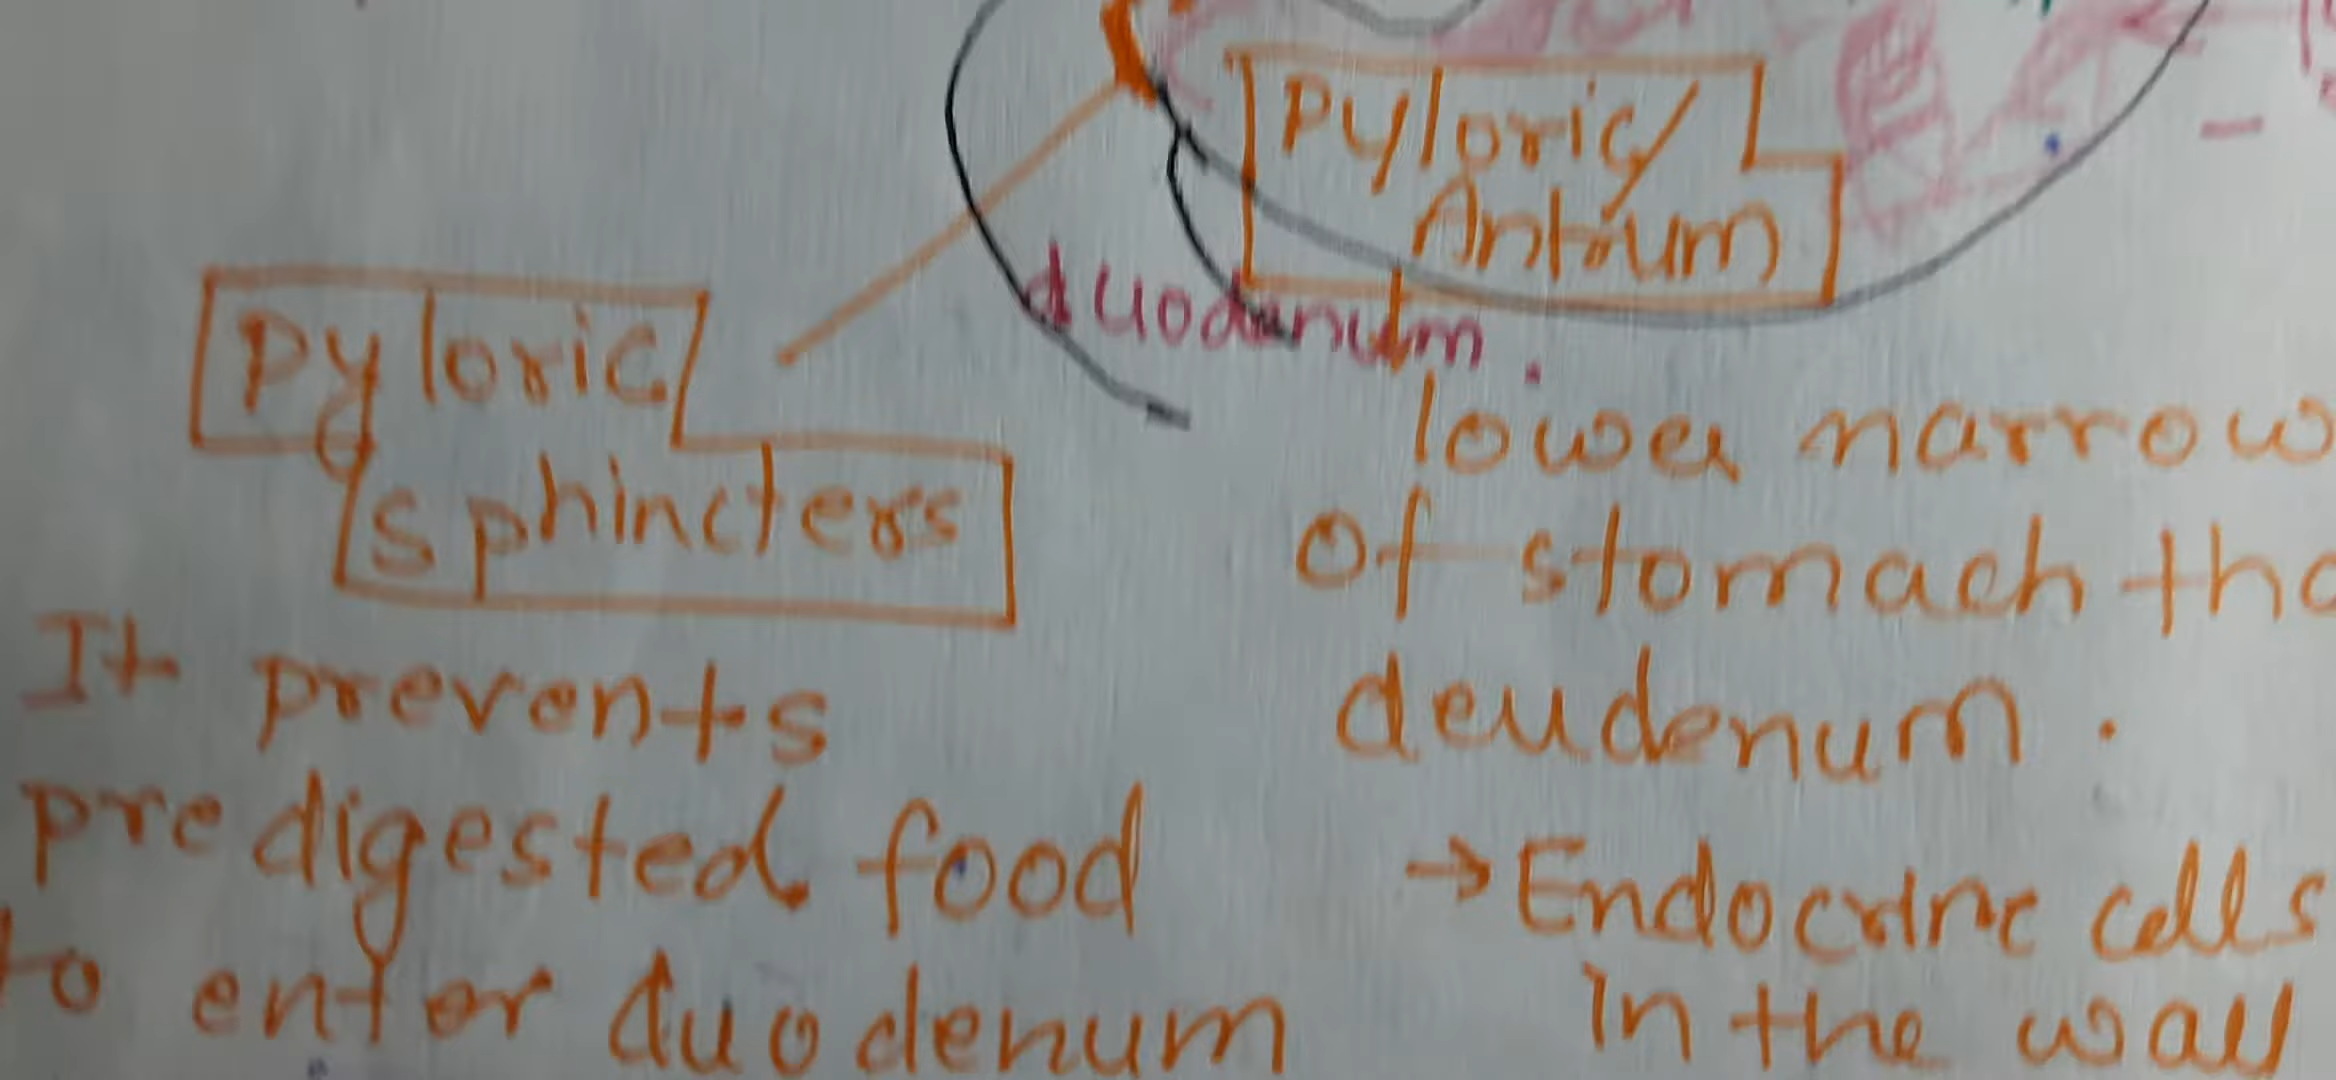 Pyloric/
Antrum
duodenum.
Pyloric
sphincters
It prevents
predigested food
to enter duodenum
lower narrow
of stomach
deudenum.
→ Endocrine cells
in the wall